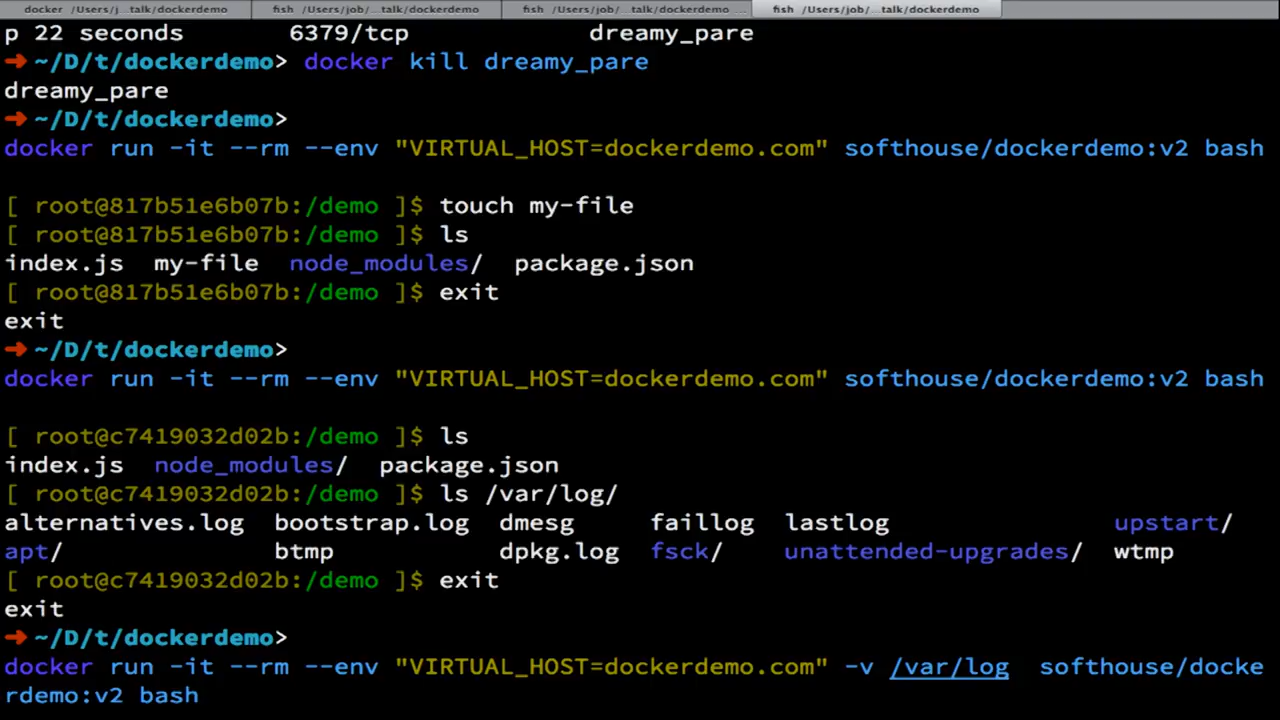 docker /Users/j...talk/dockerdemo
fish /Users/job/...talk/dockerdemo
fish /Users/job/...talk/dockerdemo ...
fish /Users/job/...talk/dockerdemo
p 22 seconds 6379/tcp dreamy_pare
➜ ~/D/t/dockerdemo> docker kill dreamy_pare
dreamy_pare
➜ ~/D/t/dockerdemo>
docker run -it --rm --env "VIRTUAL_HOST=dockerdemo.com" softhouse/dockerdemo:v2 bash
[ root@817b51e6b07b:/demo ]$ touch my-file
[ root@817b51e6b07b:/demo ]$ ls
index.js my-file node_modules/ package.json
[ root@817b51e6b07b:/demo ]$ exit
exit
➜ ~/D/t/dockerdemo>
docker run -it --rm --env "VIRTUAL_HOST=dockerdemo.com" softhouse/dockerdemo:v2 bash
[ root@c7419032d02b:/demo ]$ ls
index.js node_modules/ package.json
[ root@c7419032d02b:/demo ]$ ls /var/log/
alternatives.log bootstrap.log dmesg faillog lastlog upstart/
apt/ btmp dpkg.log fsck/ unattended-upgrades/ wtmp
[ root@c7419032d02b:/demo ]$ exit
exit
➜ ~/D/t/dockerdemo>
docker run -it --rm --env "VIRTUAL_HOST=dockerdemo.com" -v /var/log softhouse/docke
rdemo:v2 bash